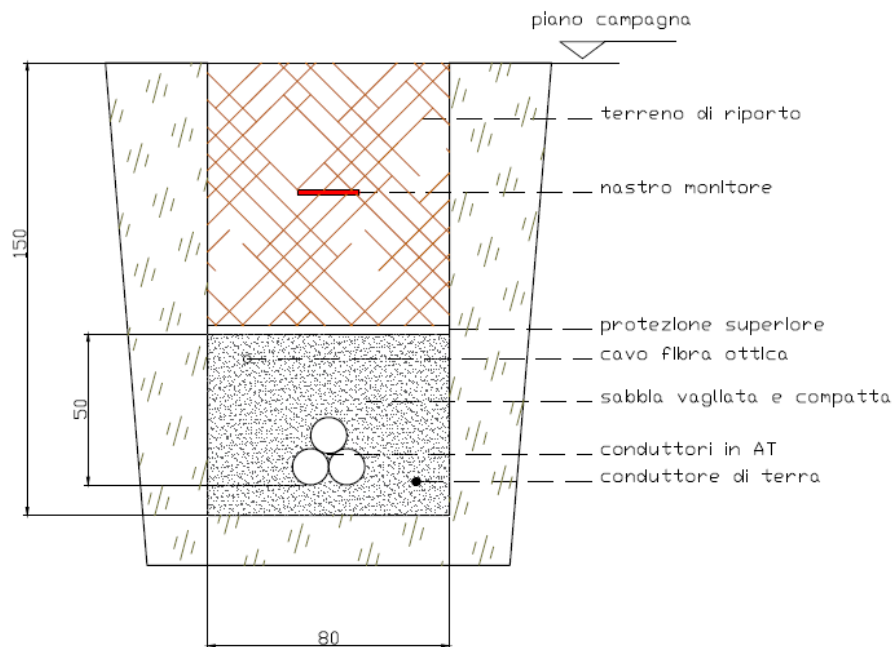 piano campagna
terreno di riporto
nastro monitore
150
protezione superiore
cavo fibra ottica
50
sabbia vagliata e compatta
conduttori in AT
conduttore di terra
80